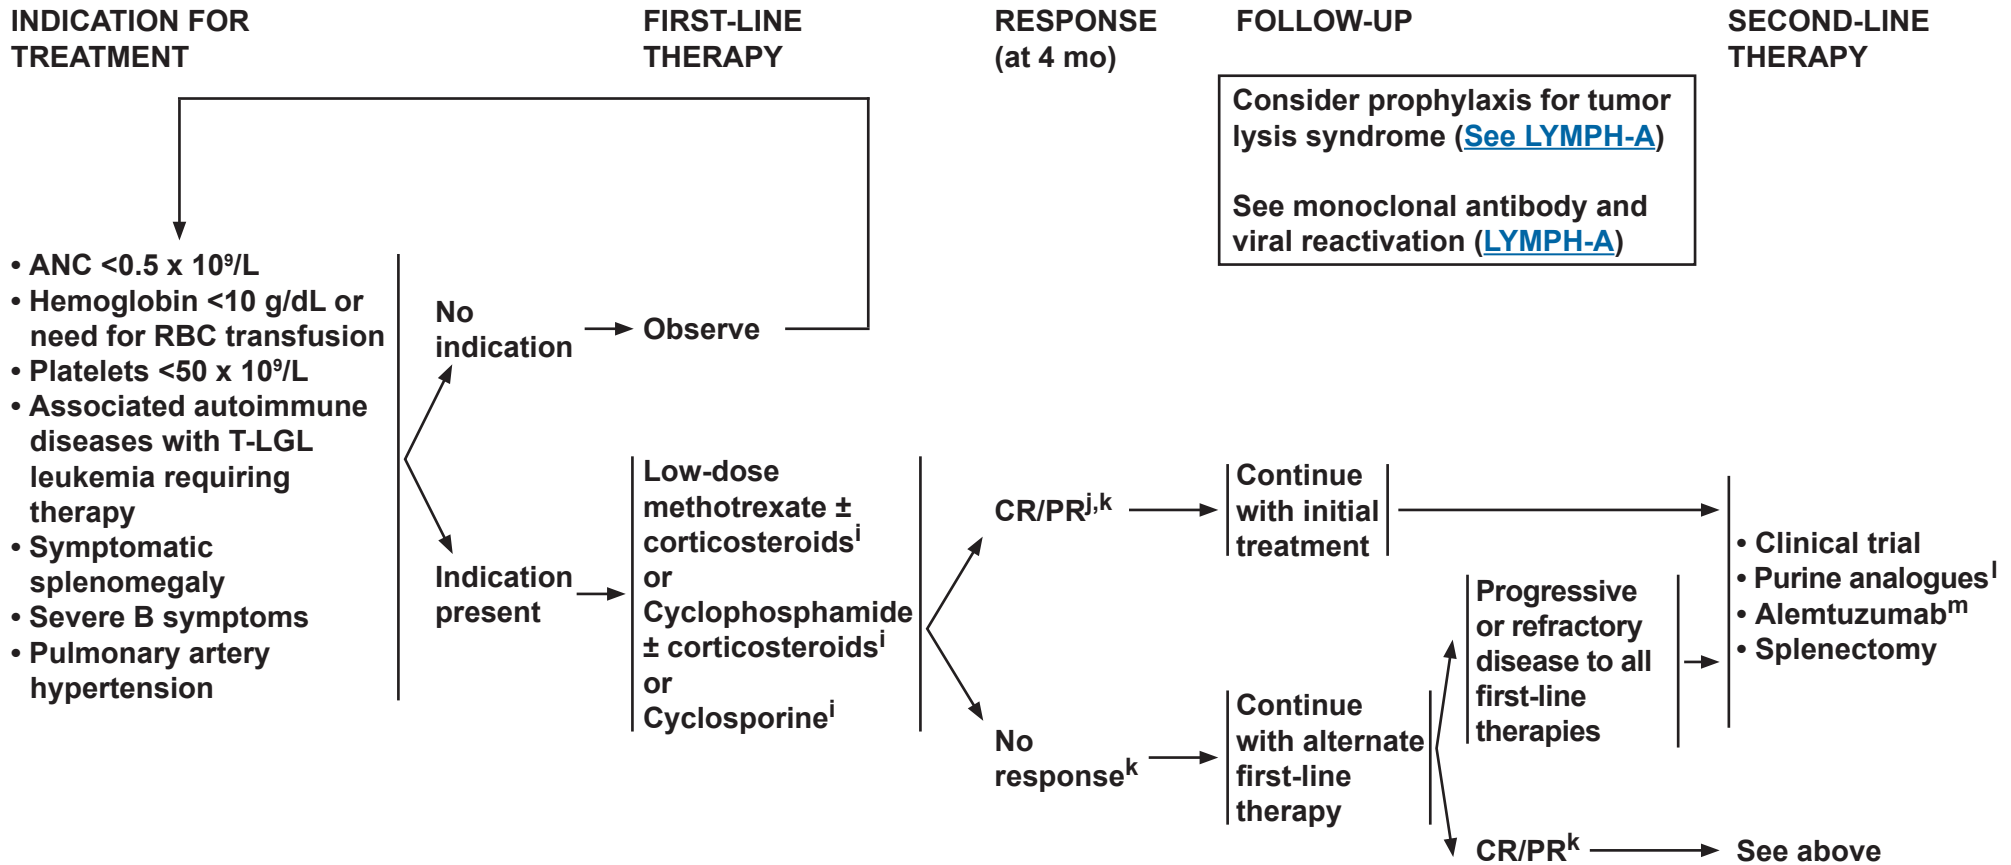 INDICATION FOR
TREATMENT
FIRST-LINE
THERAPY
RESPONSE
(at 4 mo)
FOLLOW-UP
SECOND-LINE
THERAPY
Consider prophylaxis for tumor
lysis syndrome (See LYMPH-A)
See monoclonal antibody and
viral reactivation (LYMPH-A)
• ANC <0.5 x 10⁹/L
• Hemoglobin <10 g/dL or
need for RBC transfusion
• Platelets <50 x 10⁹/L
• Associated autoimmune
diseases with T-LGL
leukemia requiring
therapy
• Symptomatic
splenomegaly
• Severe B symptoms
• Pulmonary artery
hypertension
No
indication
Observe
Indication
present
Low-dose
methotrexate ±
corticosteroidsⁱ
or
Cyclophosphamide
± corticosteroidsⁱ
or
Cyclosporineⁱ
CR/PRʲ,ᵏ
Continue
with initial
treatment
No
responseᵏ
Continue
with alternate
first-line
therapy
Progressive
or refractory
disease to all
first-line
therapies
CR/PRᵏ
See above
• Clinical trial
• Purine analoguesˡ
• Alemtuzumabᵐ
• Splenectomy